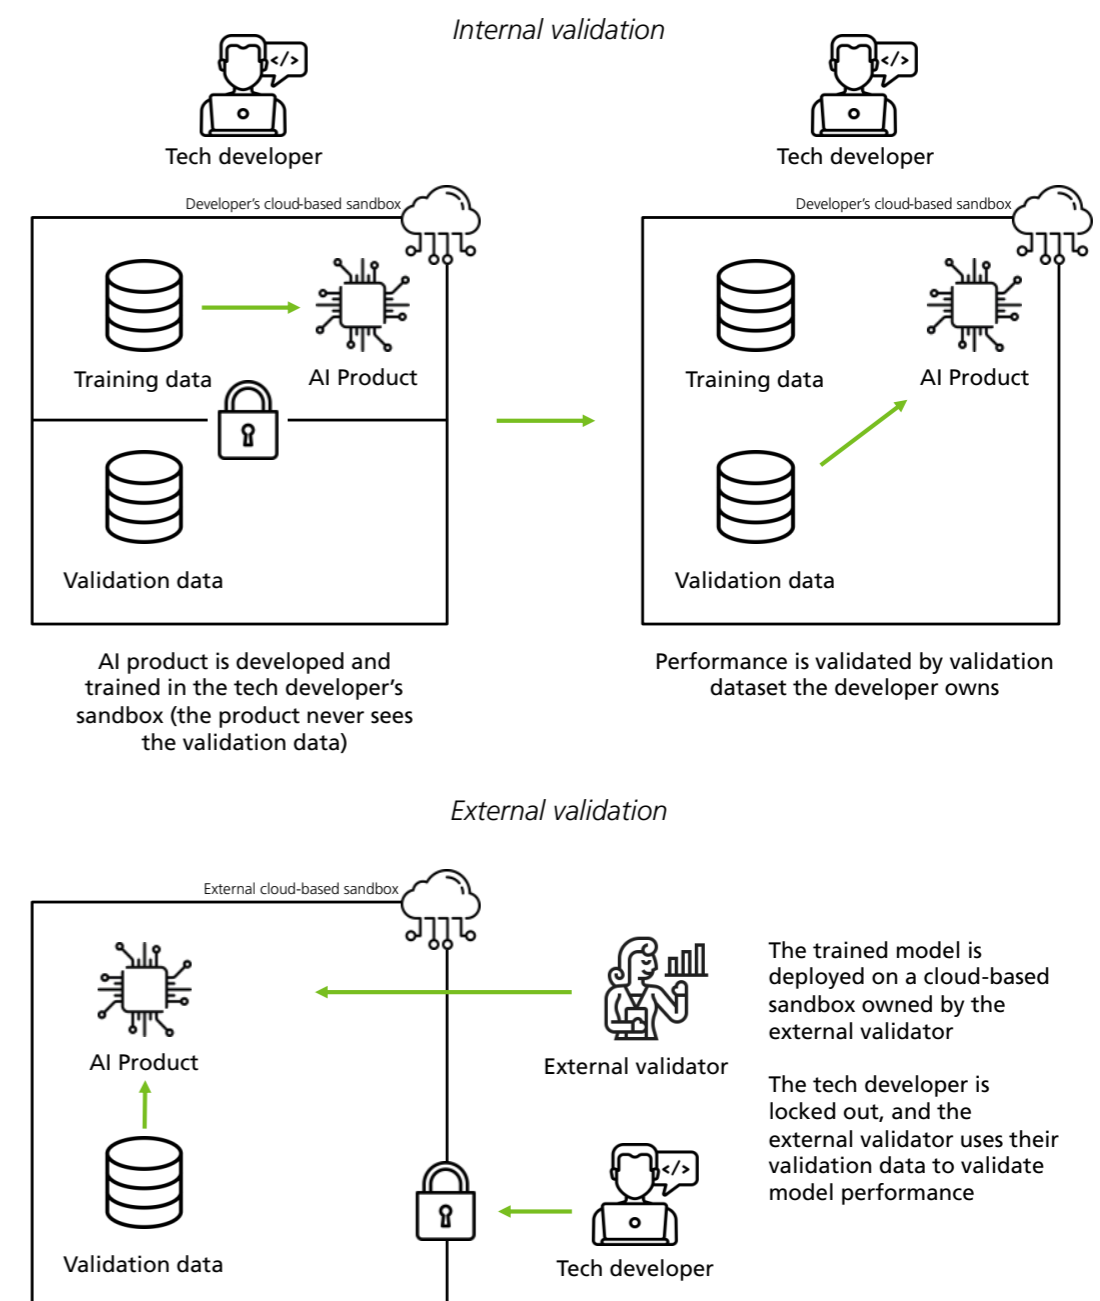 Internal validation
</>
</>
Tech developer
Tech developer
Developer’s cloud-based sandbox
Developer’s cloud-based sandbox
Training data
AI Product
Training data
AI Product
Validation data
Validation data
AI product is developed and
trained in the tech developer’s
sandbox (the product never sees
the validation data)
Performance is validated by validation
dataset the developer owns
External validation
External cloud-based sandbox
AI Product
External validator
The trained model is
deployed on a cloud-based
sandbox owned by the
external validator
The tech developer is
locked out, and the
external validator uses their
validation data to validate
model performance
Validation data
</>
Tech developer